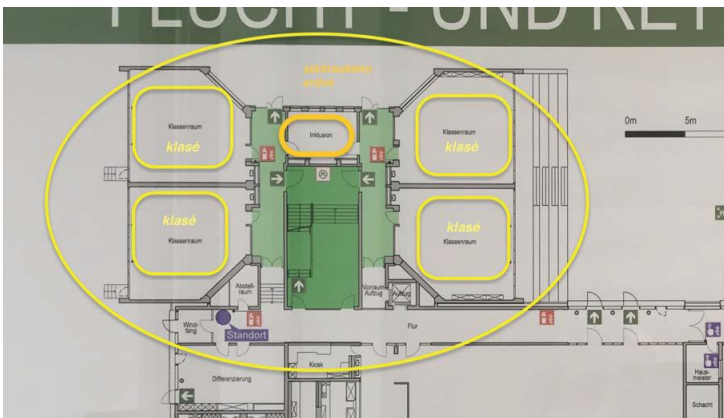 FLUCHT - UND RET
Klassenraum
klasė
Inklusion
Klassenraum
klasė
0m 5m
klasė
Klassenraum
klasė
Klassenraum
Abstell-
raum
Vorraum
Aufzug
Aufzug
Wind-
fang
Standort
Flur
Kiosk
Differenzierung
Haus-
meister
Schacht